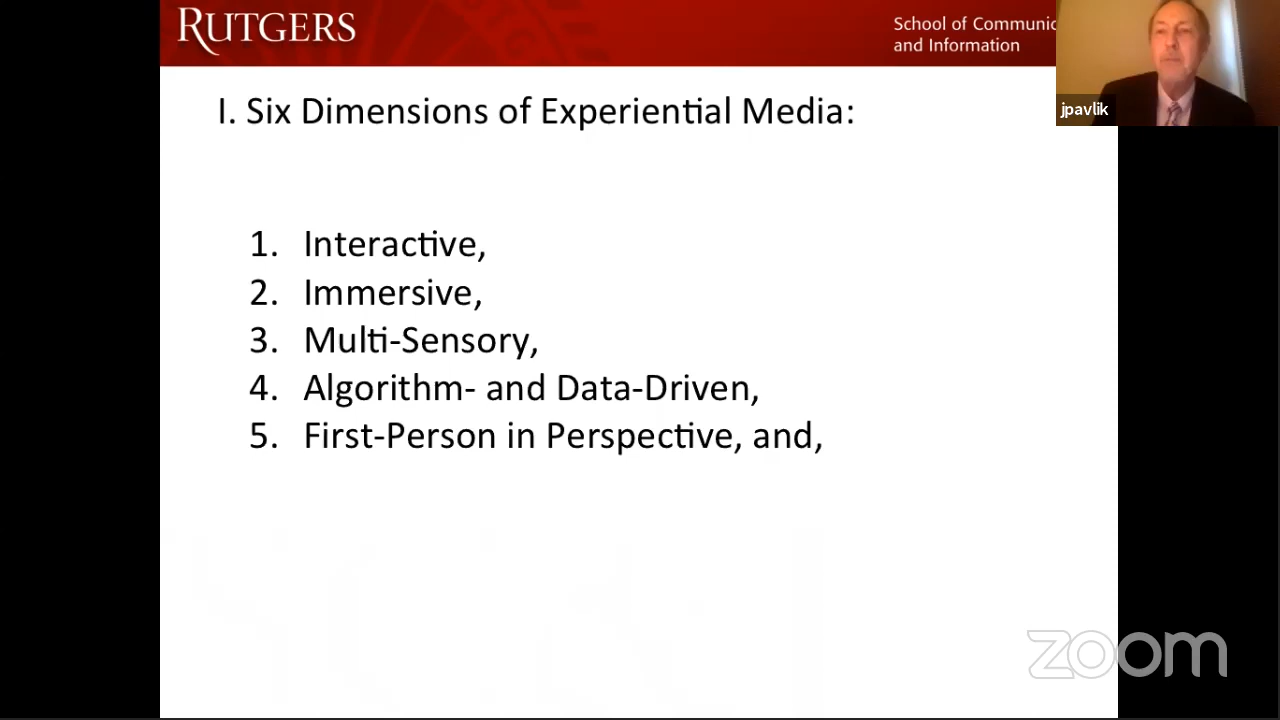 RUTGERS
School of Communic
and Information
jpavlik
I. Six Dimensions of Experiential Media:
1. Interactive,
2. Immersive,
3. Multi-Sensory,
4. Algorithm- and Data-Driven,
5. First-Person in Perspective, and,
zoom